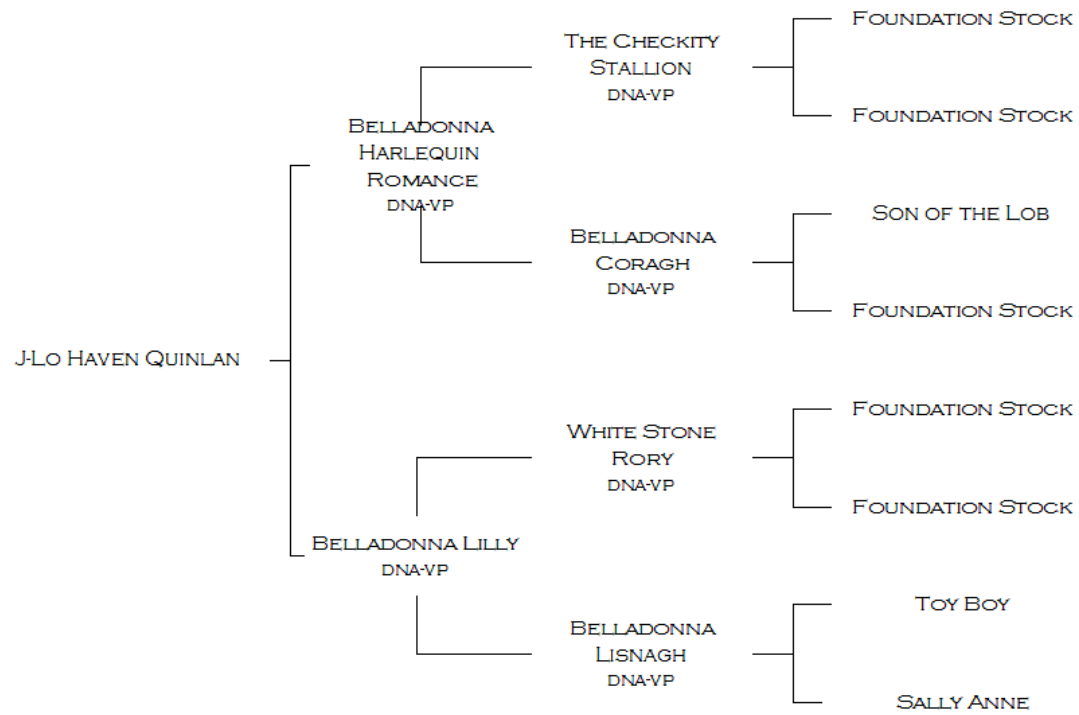 Foundation Stock
The Checkity
Stallion
DNA-VP
Foundation Stock
Belladonna
Harlequin
Romance
DNA-VP
Son of the Lob
Belladonna
Coragh
DNA-VP
Foundation Stock
J-Lo Haven Quinlan
Foundation Stock
White Stone
Rory
DNA-VP
Foundation Stock
Belladonna Lilly
DNA-VP
Toy Boy
Belladonna
Lisnagh
DNA-VP
Sally Anne